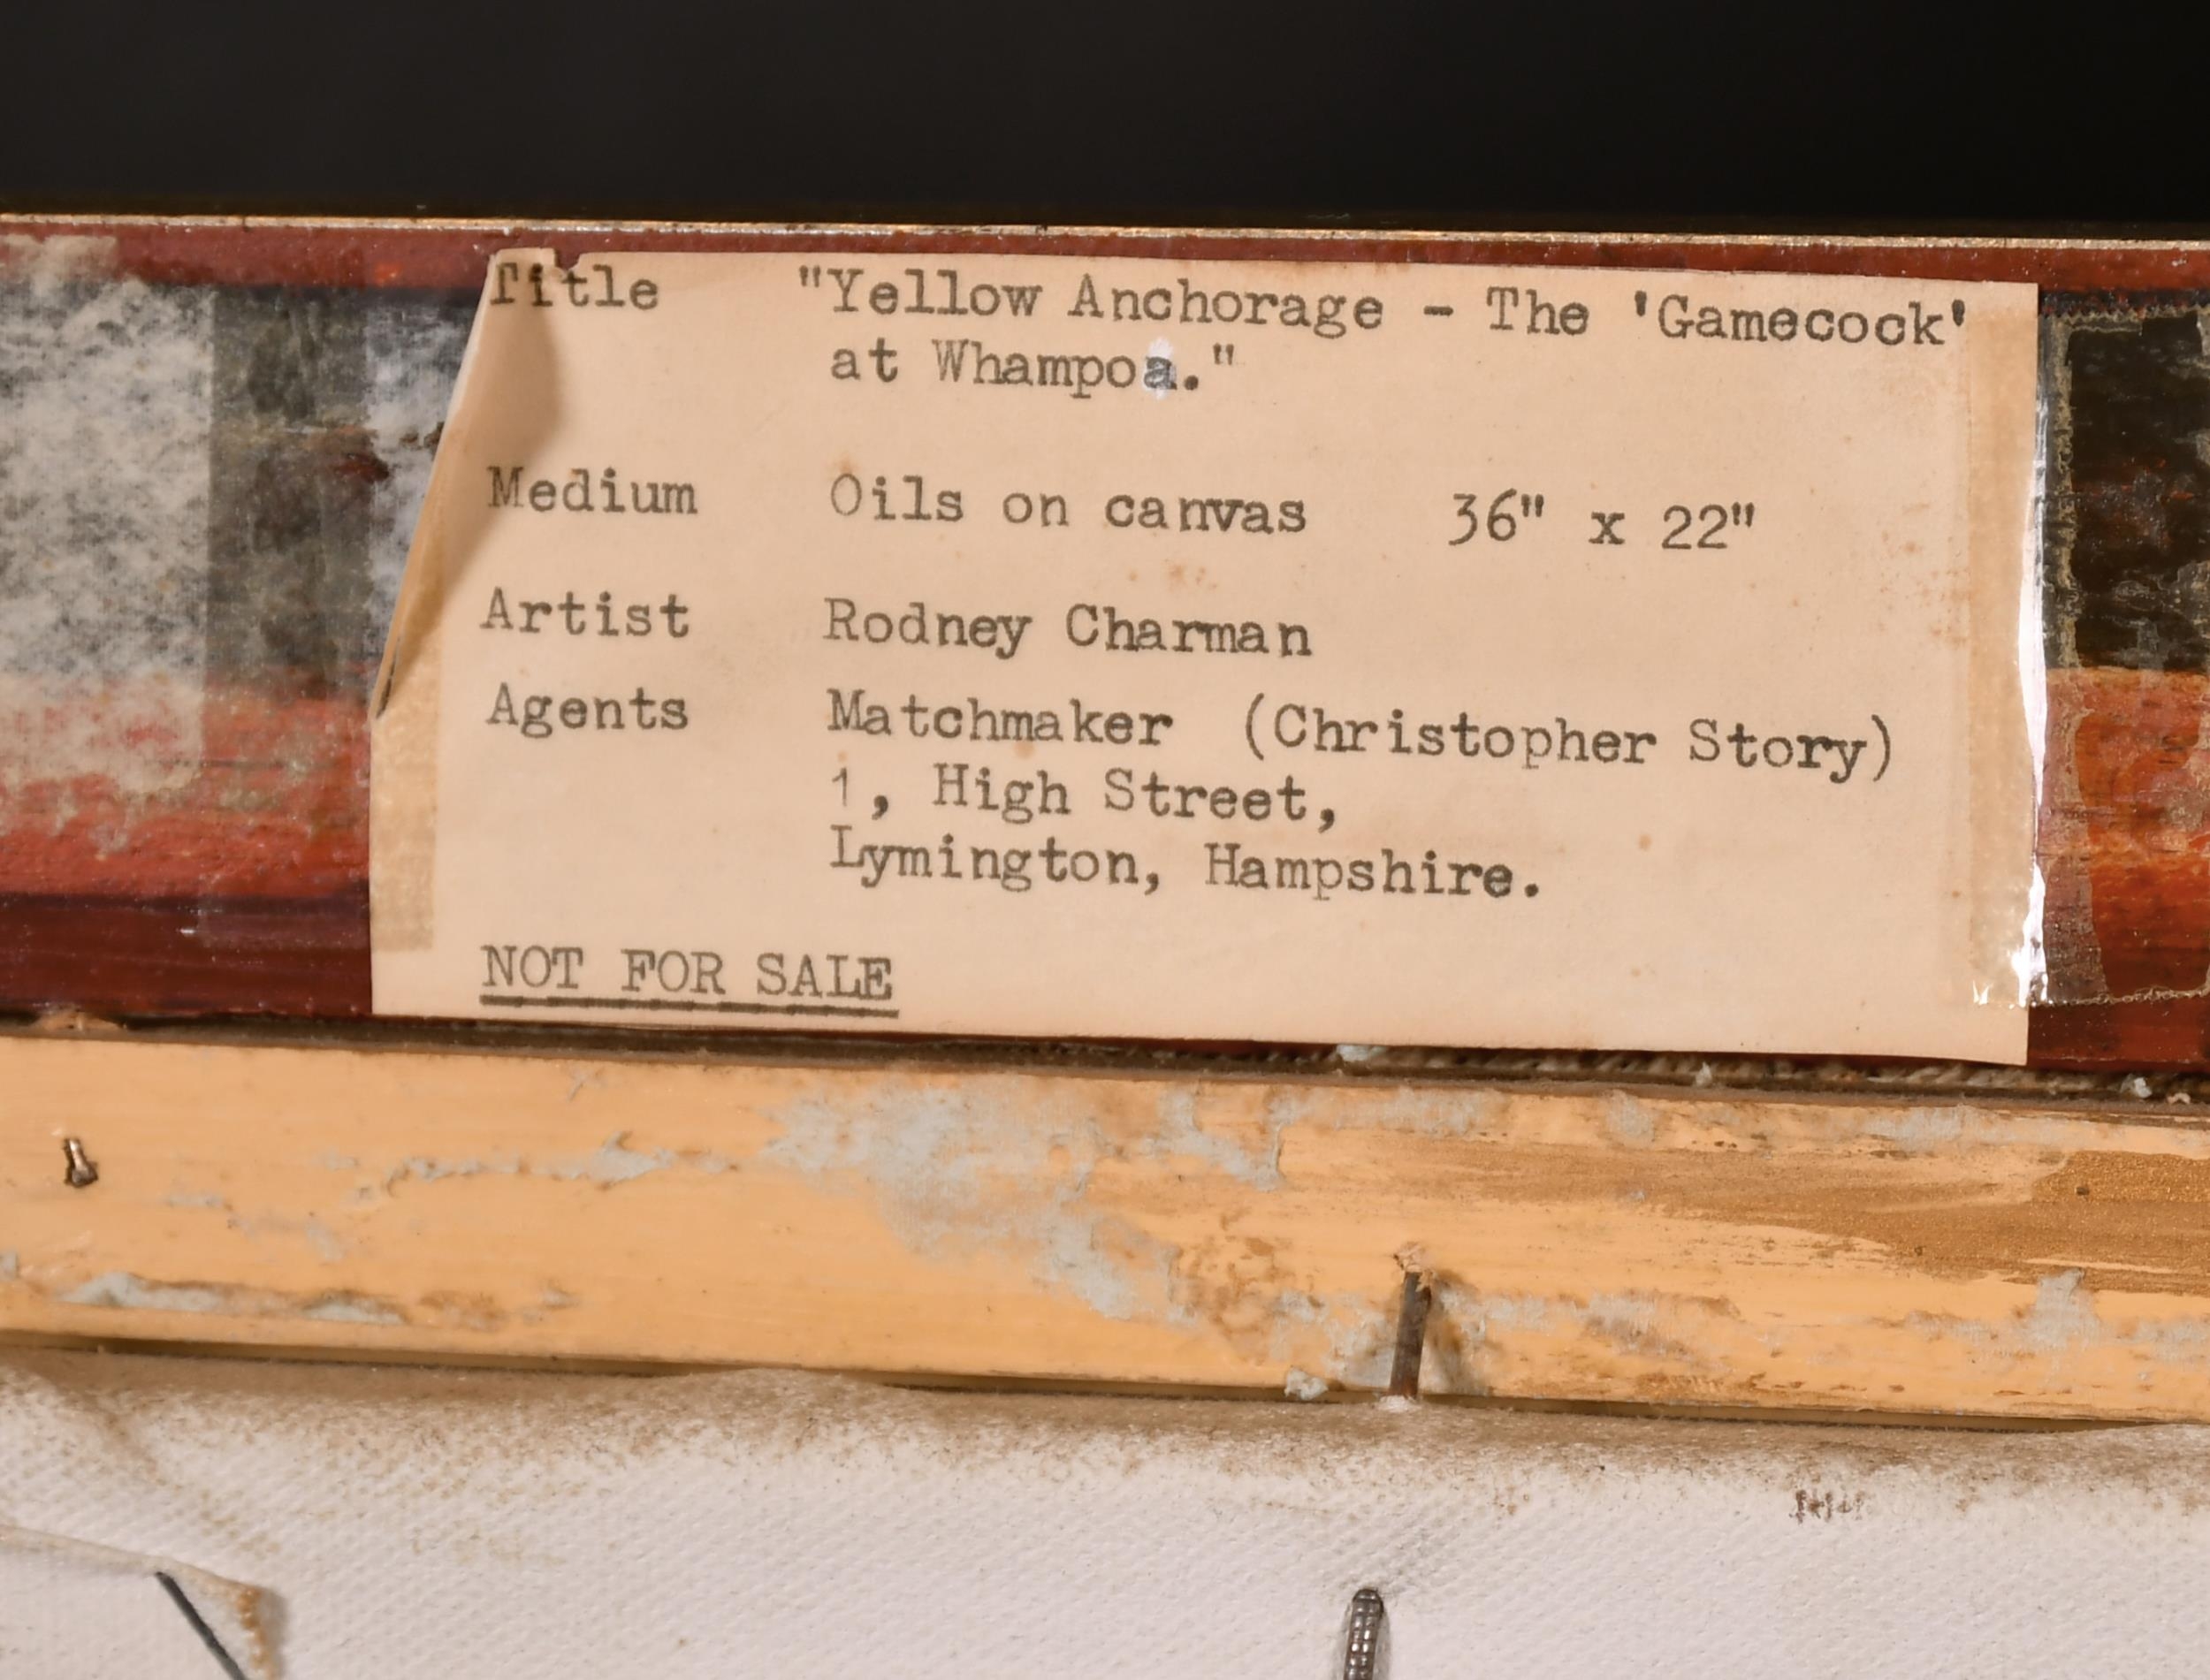 Title "Yellow Anchorage - The 'Gamecock'
at Whampoa."
Medium Oils on canvas 36" x 22"
Artist Rodney Charman
Agents Matchmaker (Christopher Story)
1, High Street,
Lymington, Hampshire.
NOT FOR SALE